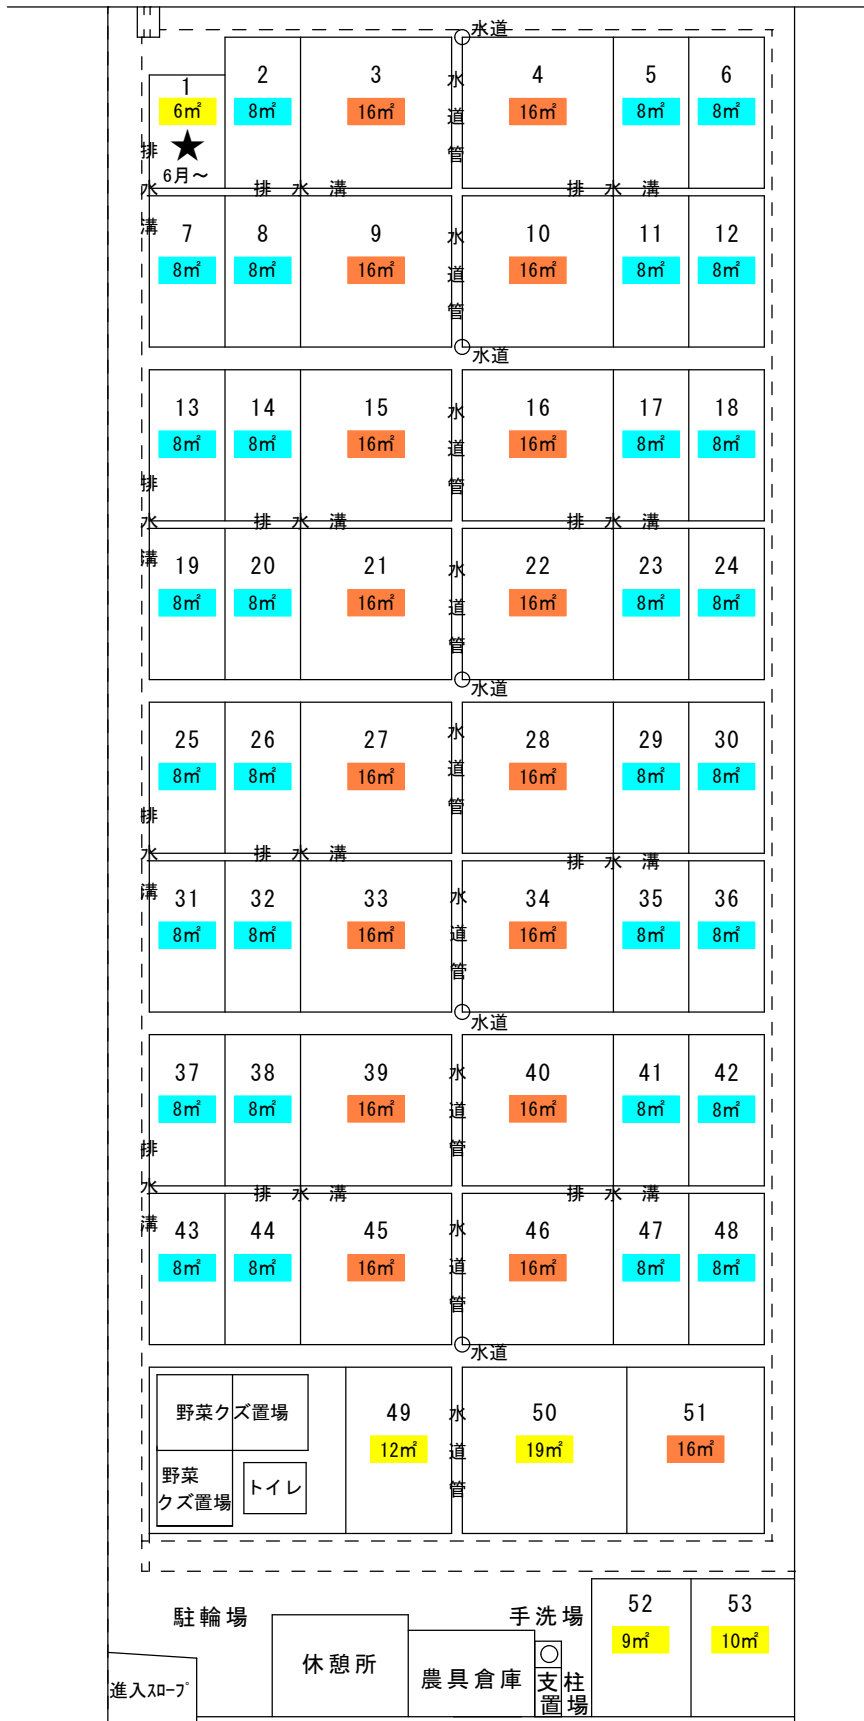 水道
1 2 3 4 5 6
6㎡ 8㎡ 16㎡ 16㎡ 8㎡ 8㎡
★
6月～
水道管
排水溝
排水溝 排水溝
7 8 9 10 11 12
8㎡ 8㎡ 16㎡ 16㎡ 8㎡ 8㎡
水道管
水道
13 14 15 16 17 18
8㎡ 8㎡ 16㎡ 16㎡ 8㎡ 8㎡
水道管
排水溝
排水溝 排水溝
19 20 21 22 23 24
8㎡ 8㎡ 16㎡ 16㎡ 8㎡ 8㎡
水道管
水道
25 26 27 28 29 30
8㎡ 8㎡ 16㎡ 16㎡ 8㎡ 8㎡
水道管
排水溝
排水溝 排水溝
31 32 33 34 35 36
8㎡ 8㎡ 16㎡ 16㎡ 8㎡ 8㎡
水道管
水道
37 38 39 40 41 42
8㎡ 8㎡ 16㎡ 16㎡ 8㎡ 8㎡
水道管
排水溝
排水溝 排水溝
43 44 45 46 47 48
8㎡ 8㎡ 16㎡ 16㎡ 8㎡ 8㎡
水道管
水道
野菜クズ置場 49 50 51
12㎡ 19㎡ 16㎡
水道管
野菜
クズ置場
トイレ
52 53
9㎡ 10㎡
駐輪場 手洗場
休憩所
農具倉庫
支柱
置場
進入ｽﾛｰﾌﾟ